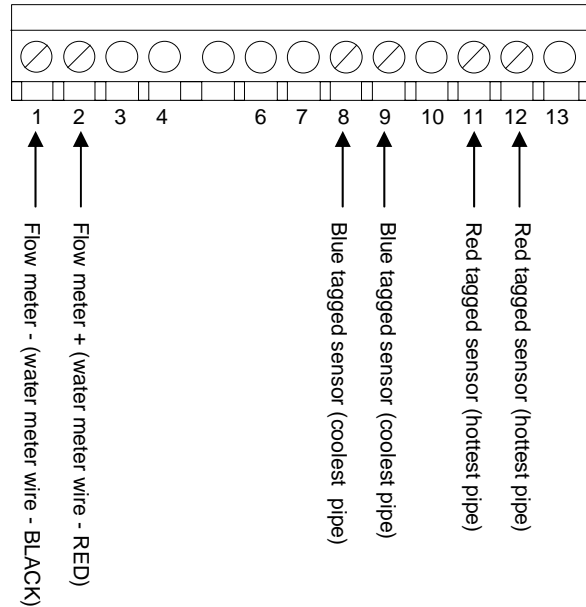 1 2 3 4 6 7 8 9 10 11 12 13
Flow meter - (water meter wire - BLACK)
Flow meter + (water meter wire - RED)
Blue tagged sensor (coolest pipe)
Blue tagged sensor (coolest pipe)
Red tagged sensor (hottest pipe)
Red tagged sensor (hottest pipe)